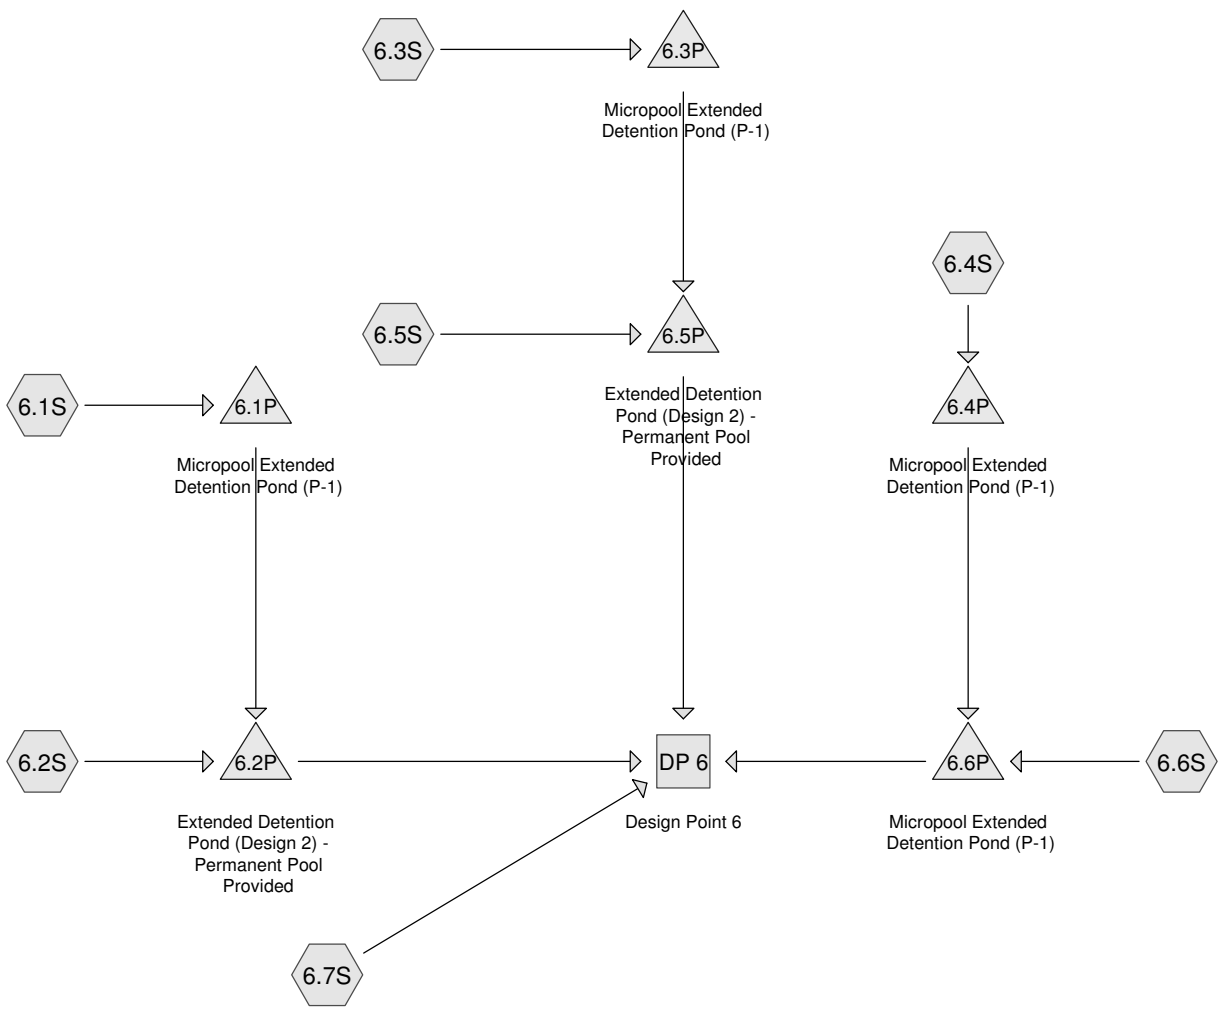 6.3S
6.3P
Micropool Extended
Detention Pond (P-1)
6.4S
6.5S
6.5P
Extended Detention
Pond (Design 2) -
Permanent Pool
Provided
6.1S
6.1P
Micropool Extended
Detention Pond (P-1)
6.4P
Micropool Extended
Detention Pond (P-1)
6.2S
6.2P
Extended Detention
Pond (Design 2) -
Permanent Pool
Provided
DP 6
Design Point 6
6.6P
Micropool Extended
Detention Pond (P-1)
6.6S
6.7S